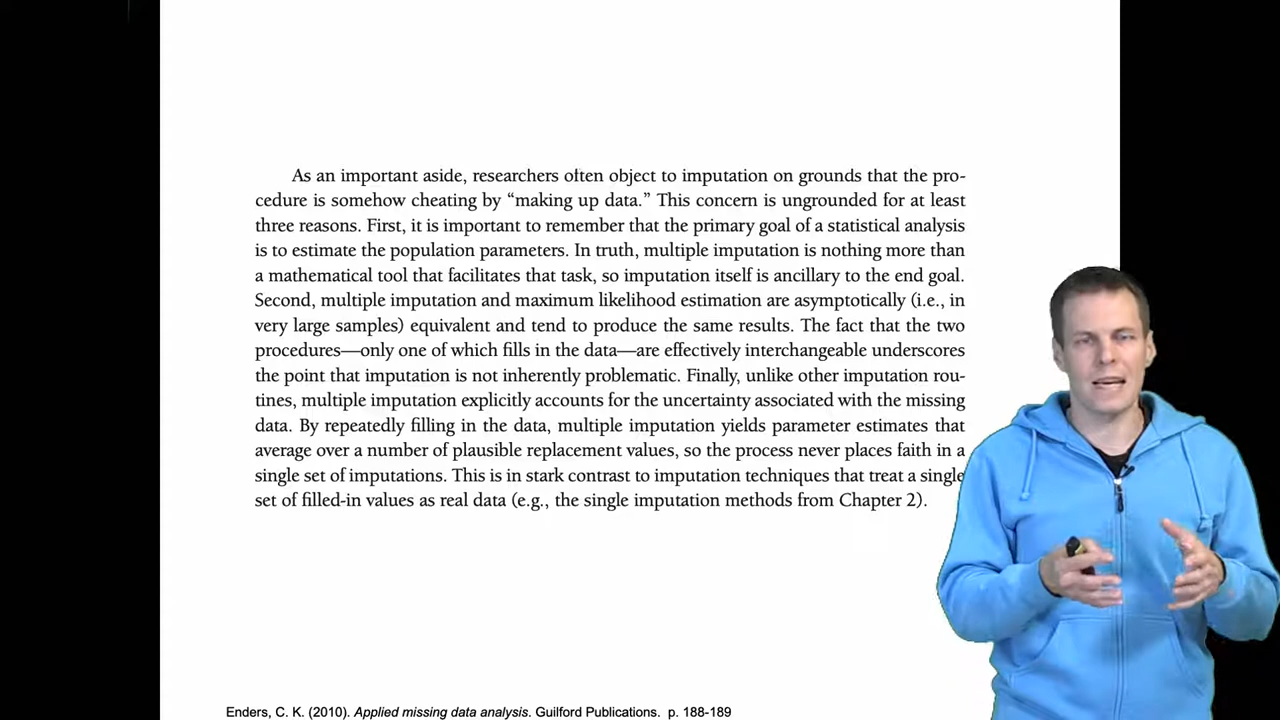 As an important aside, researchers often object to imputation on grounds that the pro-
cedure is somehow cheating by “making up data.” This concern is ungrounded for at least
three reasons. First, it is important to remember that the primary goal of a statistical analysis
is to estimate the population parameters. In truth, multiple imputation is nothing more than
a mathematical tool that facilitates that task, so imputation itself is ancillary to the end goal.
Second, multiple imputation and maximum likelihood estimation are asymptotically (i.e., in
very large samples) equivalent and tend to produce the same results. The fact that the two
procedures—only one of which fills in the data—are effectively interchangeable underscores
the point that imputation is not inherently problematic. Finally, unlike other imputation rou-
tines, multiple imputation explicitly accounts for the uncertainty associated with the missing
data. By repeatedly filling in the data, multiple imputation yields parameter estimates that
average over a number of plausible replacement values, so the process never places faith in a
single set of imputations. This is in stark contrast to imputation techniques that treat a single
set of filled-in values as real data (e.g., the single imputation methods from Chapter 2).
Enders, C. K. (2010). Applied missing data analysis. Guilford Publications. p. 188-189